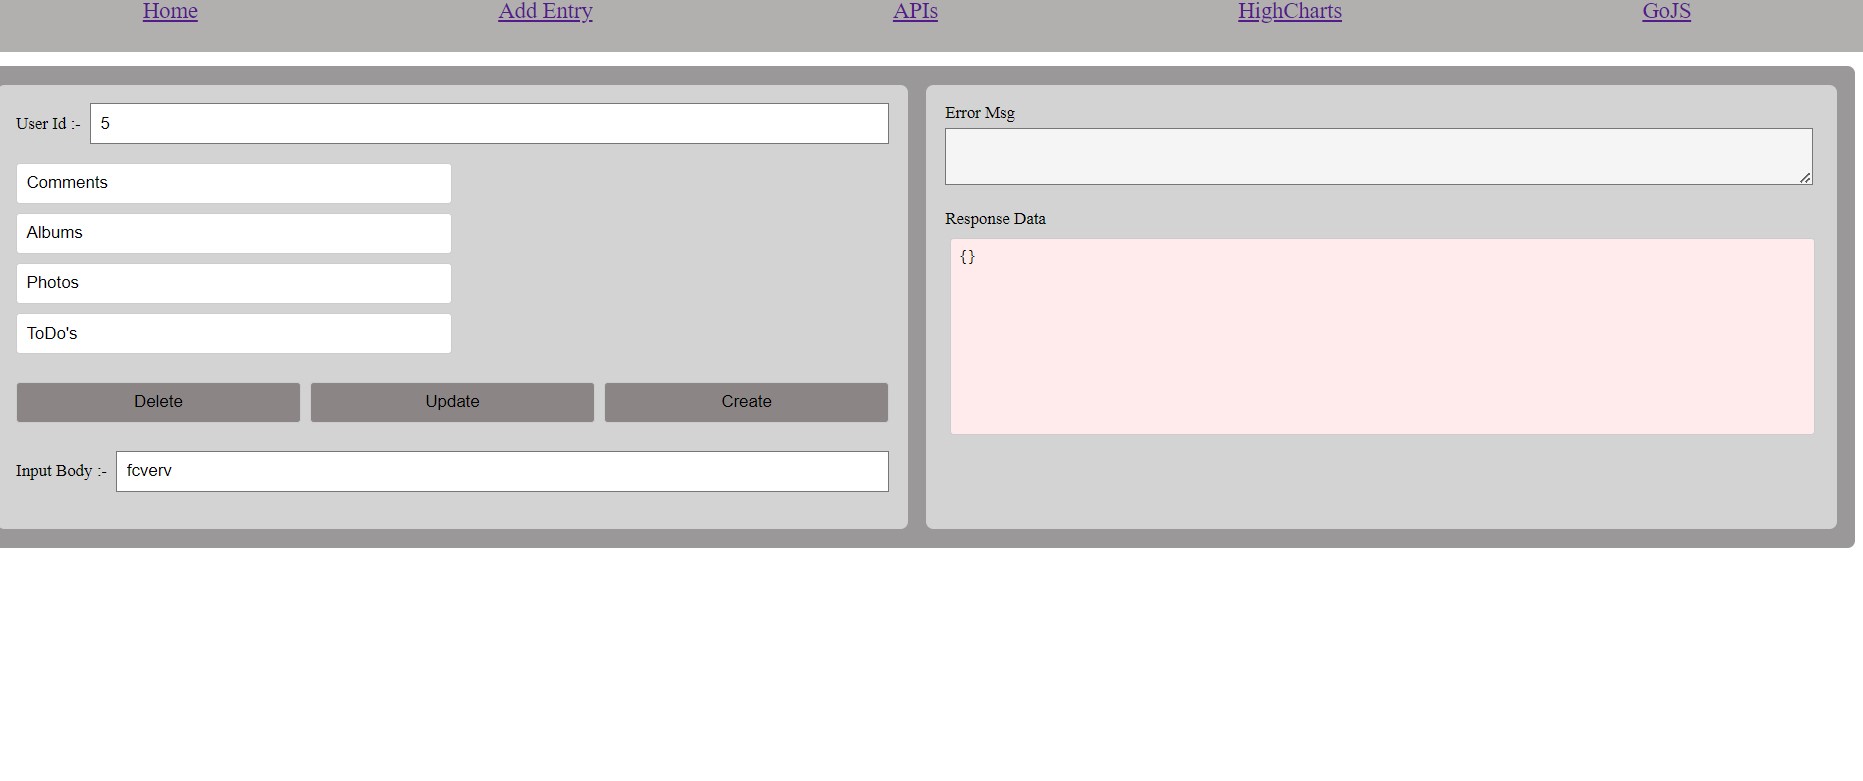 Home Add Entry APIs HighCharts GoJS
User Id :- 5
Comments
Albums
Photos
ToDo's
Delete Update Create
Input Body :- fcverv
Error Msg
Response Data
{}